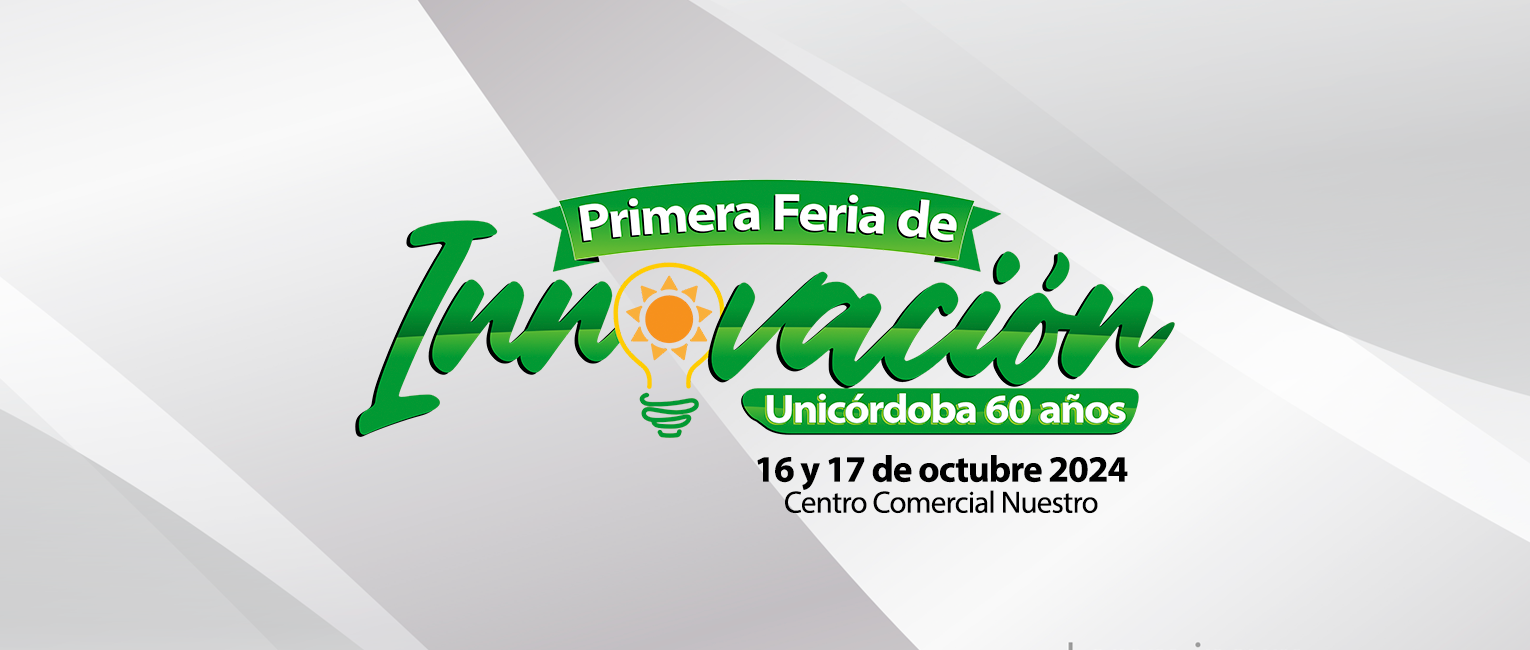 Primera Feria de
Innovación
Unicórdoba 60 años
16 y 17 de octubre 2024
Centro Comercial Nuestro